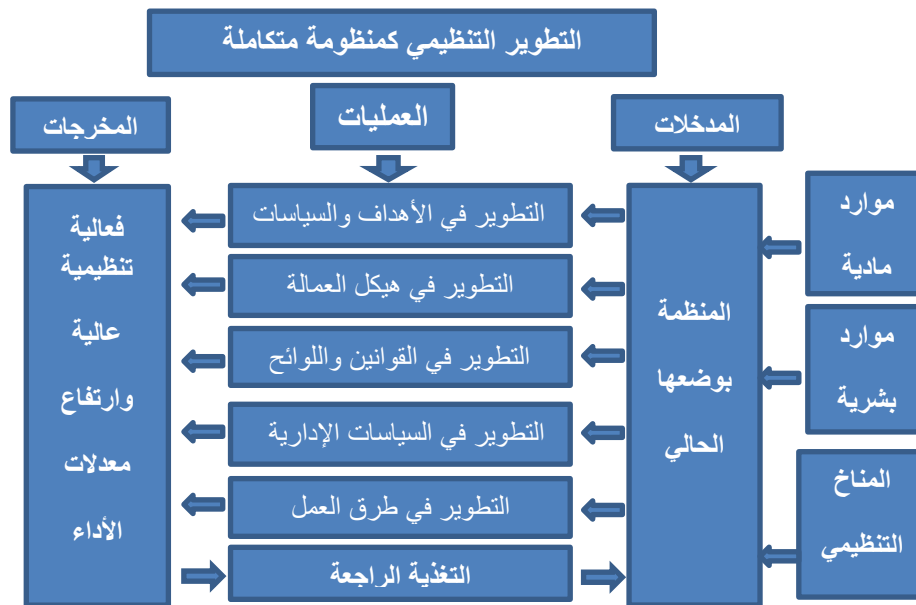 التطوير التنظيمي كمنظومة متكاملة
المدخلات
العمليات
المخرجات
موارد
مادية
موارد
بشرية
المناخ
التنظيمي
المنظمة
بوضعها
الحالي
التطوير في الأهداف والسياسات
التطوير في هيكل العمالة
التطوير في القوانين واللوائح
التطوير في السياسات الإدارية
التطوير في طرق العمل
التغذية الراجعة
فعالية
تنظيمية
عالية
وارتفاع
معدلات
الأداء